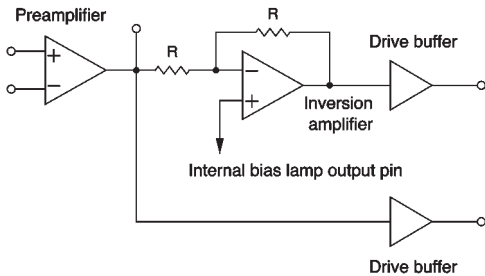 Preamplifier
R
R
Drive buffer
+
−
−
+
Inversion
amplifier
Internal bias lamp output pin
Drive buffer